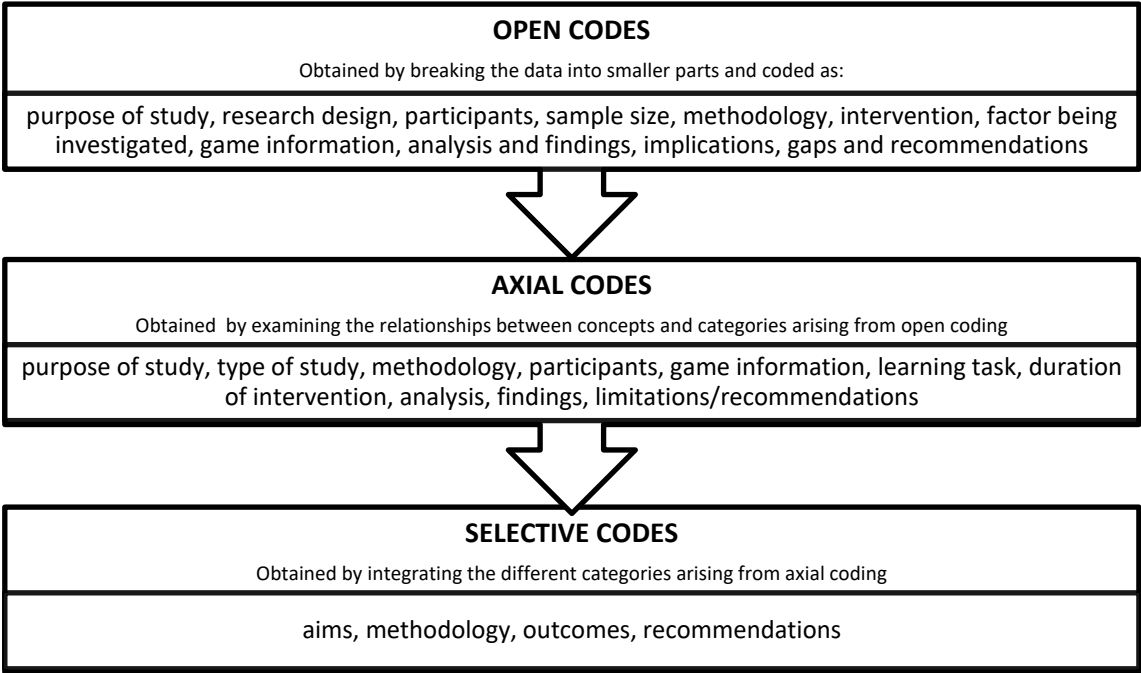 OPEN CODES
Obtained by breaking the data into smaller parts and coded as:
purpose of study, research design, participants, sample size, methodology, intervention, factor being
investigated, game information, analysis and findings, implications, gaps and recommendations
AXIAL CODES
Obtained  by examining the relationships between concepts and categories arising from open coding
purpose of study, type of study, methodology, participants, game information, learning task, duration
of intervention, analysis, findings, limitations/recommendations
SELECTIVE CODES
Obtained by integrating the different categories arising from axial coding
aims, methodology, outcomes, recommendations